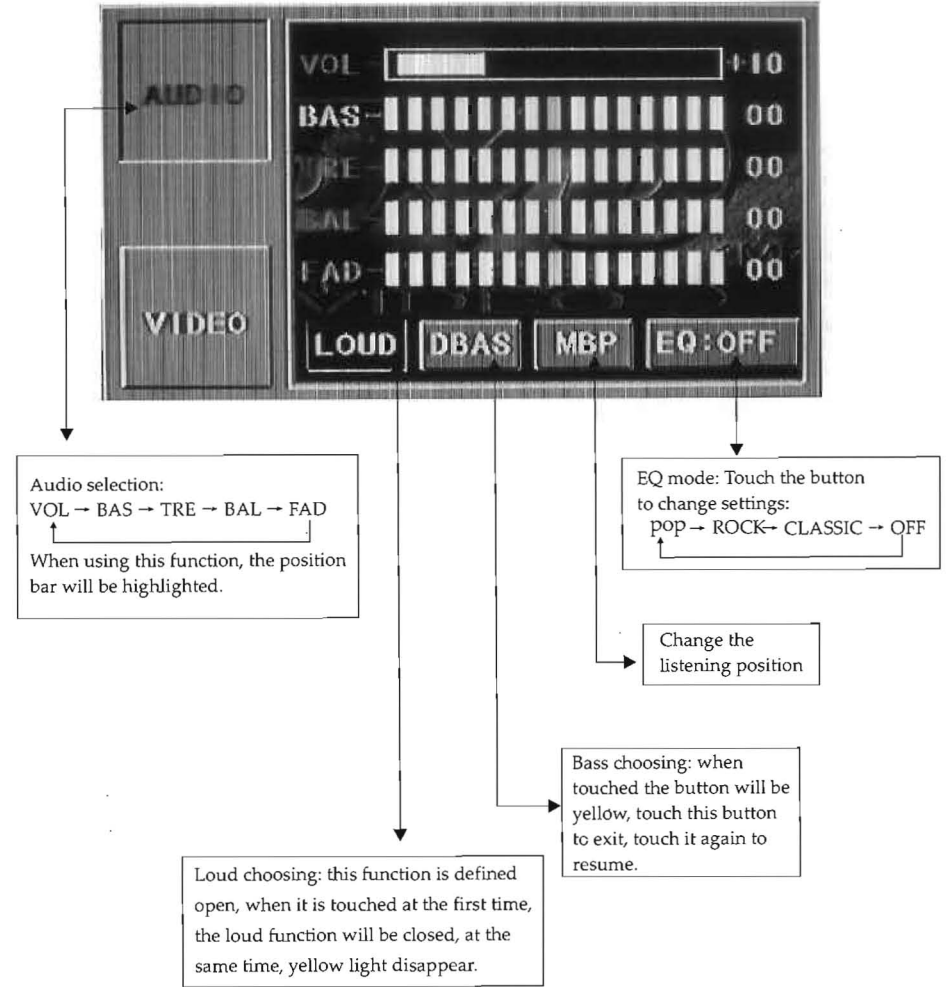 AUDIO
VIDEO
VOL +10
BAS 00
TRE 00
BAL 00
FAD 00
LOUD DBAS MBP EQ:OFF
Audio selection:
VOL → BAS → TRE → BAL → FAD
When using this function, the position
bar will be highlighted.
EQ mode: Touch the button
to change settings:
pop → ROCK → CLASSIC → OFF
Change the
listening position
Bass choosing: when
touched the button will be
yellow, touch this button
to exit, touch it again to
resume.
Loud choosing: this function is defined
open, when it is touched at the first time,
the loud function will be closed, at the
same time, yellow light disappear.